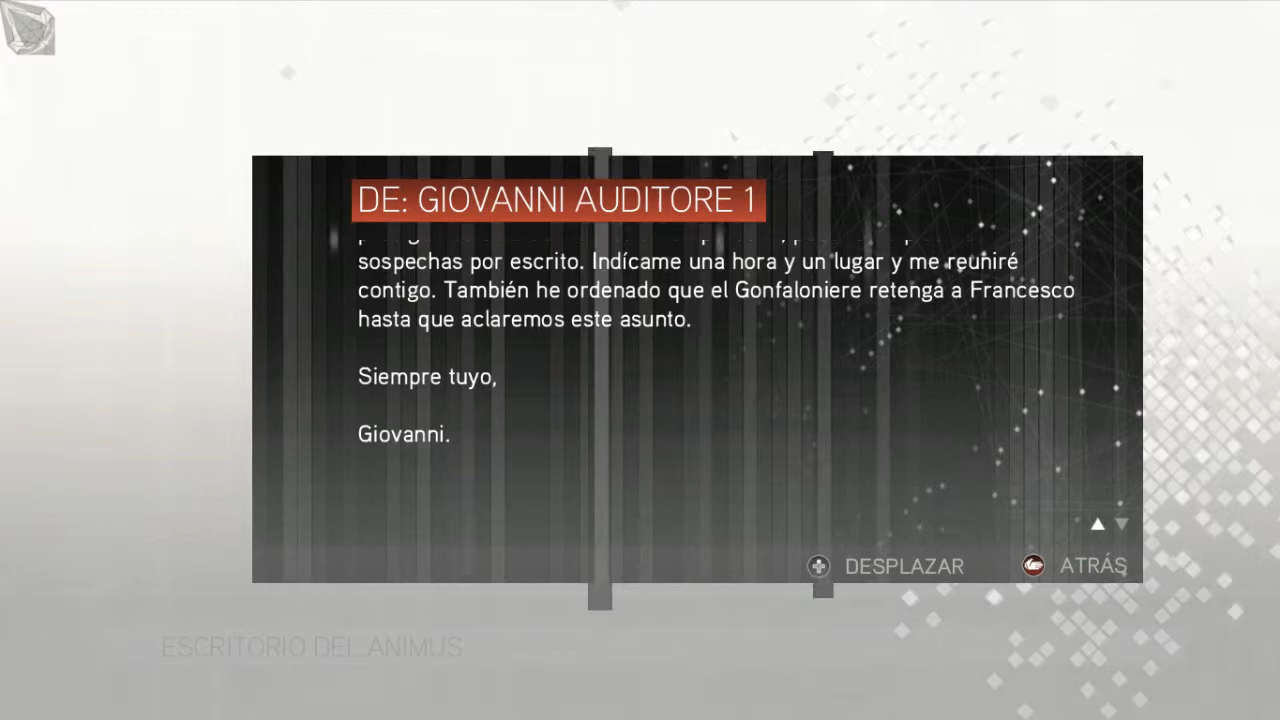 DE: GIOVANNI AUDITORE 1
sospechas por escrito. Indícame una hora y un lugar y me reuniré
contigo. También he ordenado que el Gonfaloniere retenga a Francesco
hasta que aclaremos este asunto.
Siempre tuyo,
Giovanni.
DESPLAZAR
ATRÁS
ESCRITORIO DEL ANIMUS